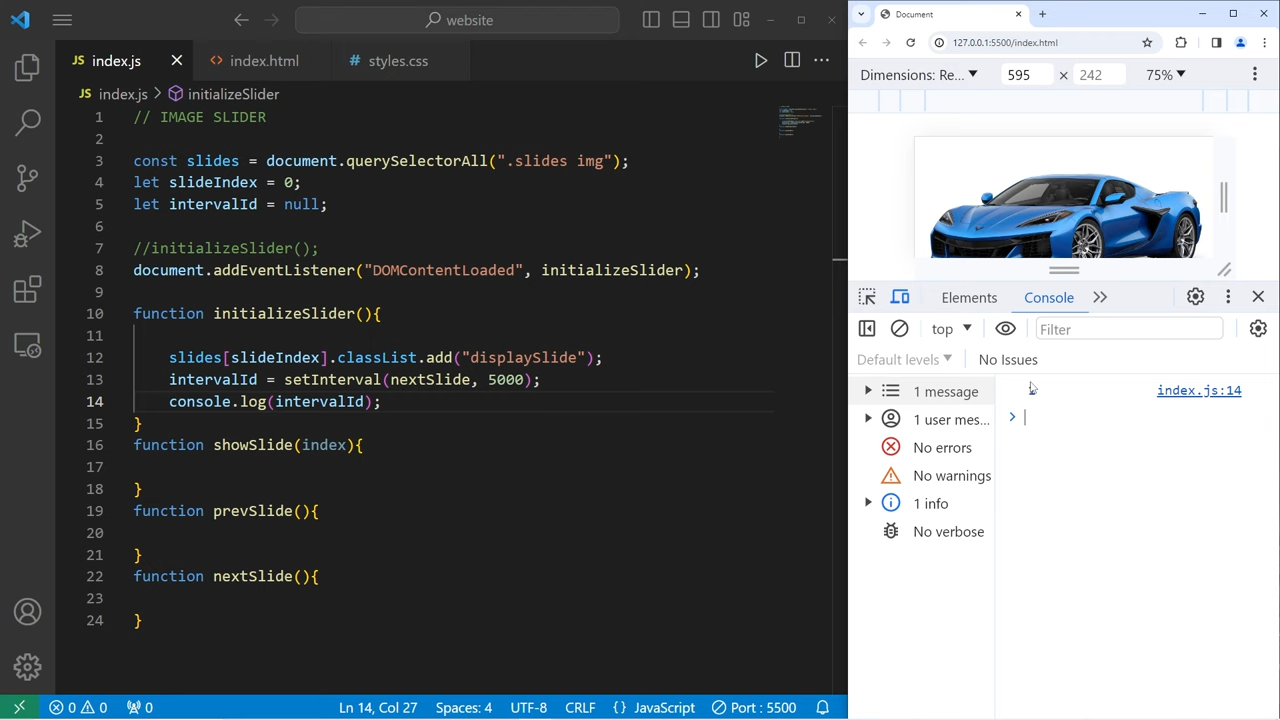 website
JS index.js
<> index.html
# styles.css
JS index.js > initializeSlider
1 // IMAGE SLIDER
2
3 const slides = document.querySelectorAll(".slides img");
4 let slideIndex = 0;
5 let intervalId = null;
6
7 //initializeSlider();
8 document.addEventListener("DOMContentLoaded", initializeSlider);
9
10 function initializeSlider(){
11
12 slides[slideIndex].classList.add("displaySlide");
13 intervalId = setInterval(nextSlide, 5000);
14 console.log(intervalId);
15 }
16 function showSlide(index){
17
18 }
19 function prevSlide(){
20
21 }
22 function nextSlide(){
23
24 }
0 0 0
Ln 14, Col 27
Spaces: 4
UTF-8
CRLF
{} JavaScript
Port : 5500
Document
127.0.0.1:5500/index.html
Dimensions: Re... 595 × 242 75%
Elements
Console
top
Filter
Default levels
No Issues
1 message
index.js:14
1 user mes...
No errors
No warnings
1 info
No verbose